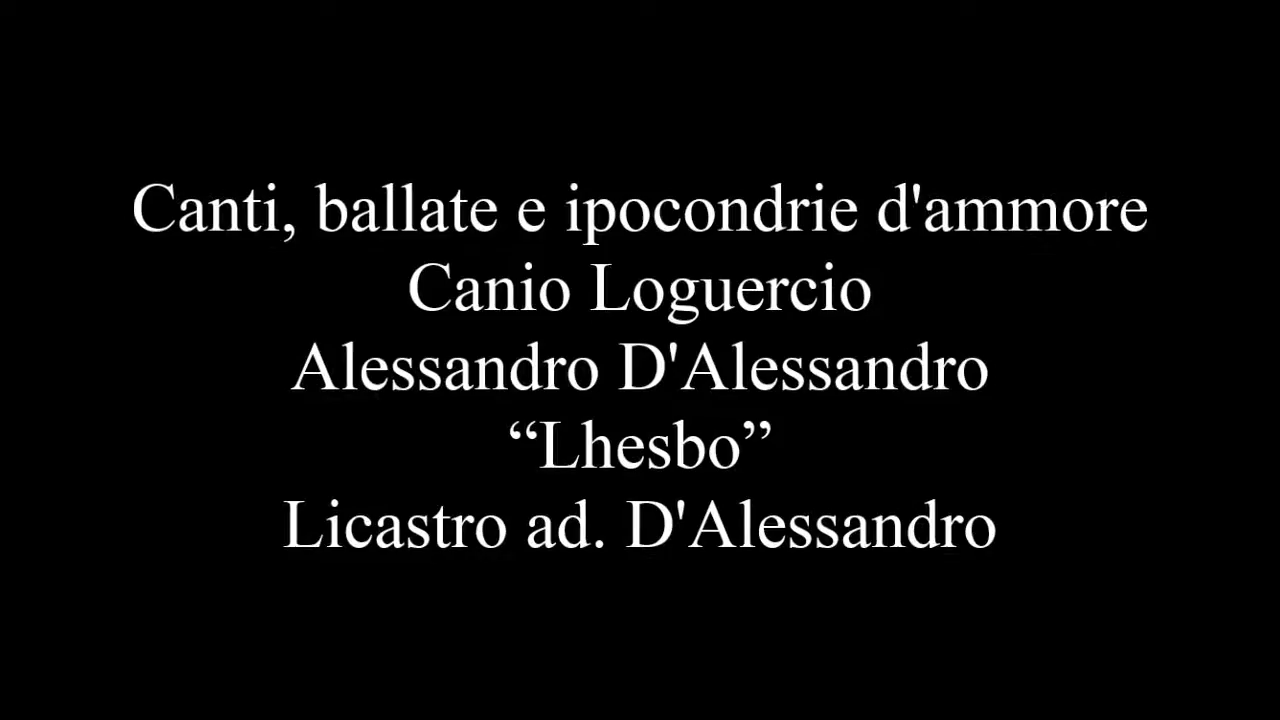 Canti, ballate e ipocondrie d'ammore
Canio Loguercio
Alessandro D'Alessandro
“Lhesbo”
Licastro ad. D'Alessandro